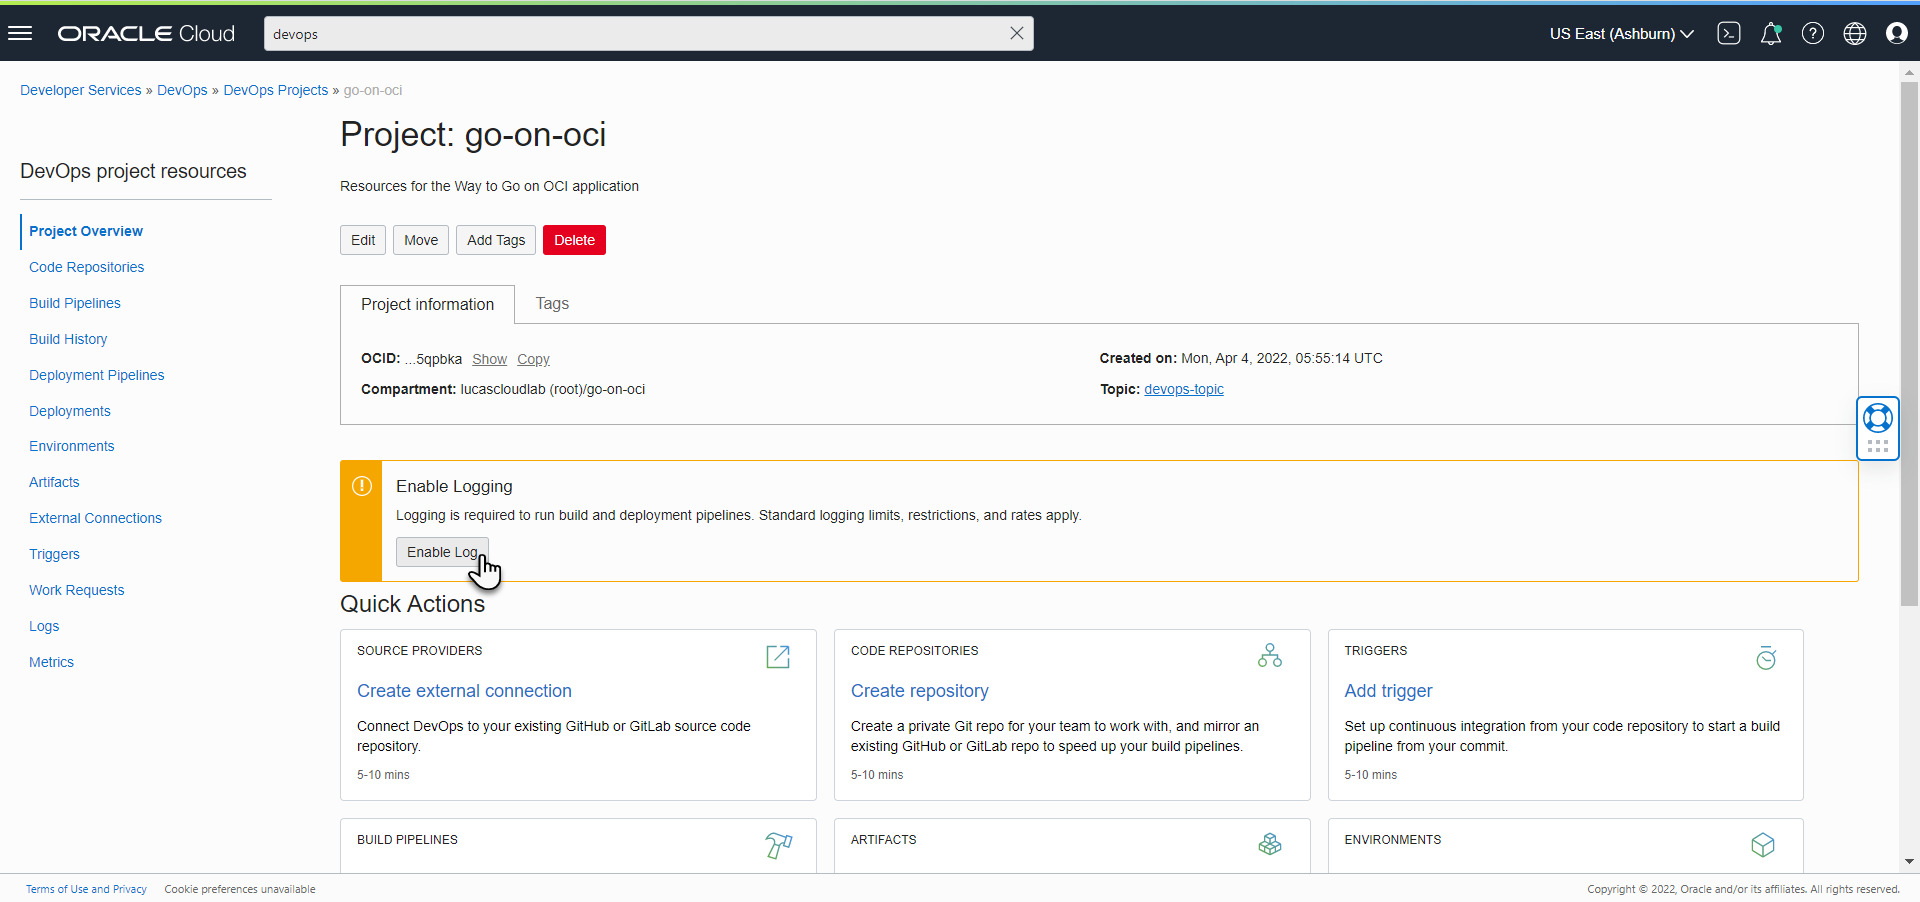 ORACLE Cloud
devops
US East (Ashburn)
Developer Services » DevOps » DevOps Projects » go-on-oci
Project: go-on-oci
DevOps project resources
Resources for the Way to Go on OCI application
Project Overview
Code Repositories
Build Pipelines
Build History
Deployment Pipelines
Deployments
Environments
Artifacts
External Connections
Triggers
Work Requests
Logs
Metrics
Edit
Move
Add Tags
Delete
Project information
Tags
OCID: ...5qpbka Show Copy
Created on: Mon, Apr 4, 2022, 05:55:14 UTC
Compartment: lucascloudlab (root)/go-on-oci
Topic: devops-topic
Enable Logging
Logging is required to run build and deployment pipelines. Standard logging limits, restrictions, and rates apply.
Enable Log
Quick Actions
SOURCE PROVIDERS
Create external connection
Connect DevOps to your existing GitHub or GitLab source code
repository.
5-10 mins
CODE REPOSITORIES
Create repository
Create a private Git repo for your team to work with, and mirror an
existing GitHub or GitLab repo to speed up your build pipelines.
5-10 mins
TRIGGERS
Add trigger
Set up continuous integration from your code repository to start a build
pipeline from your commit.
5-10 mins
BUILD PIPELINES
ARTIFACTS
ENVIRONMENTS
Terms of Use and Privacy
Cookie preferences unavailable
Copyright © 2022, Oracle and/or its affiliates. All rights reserved.